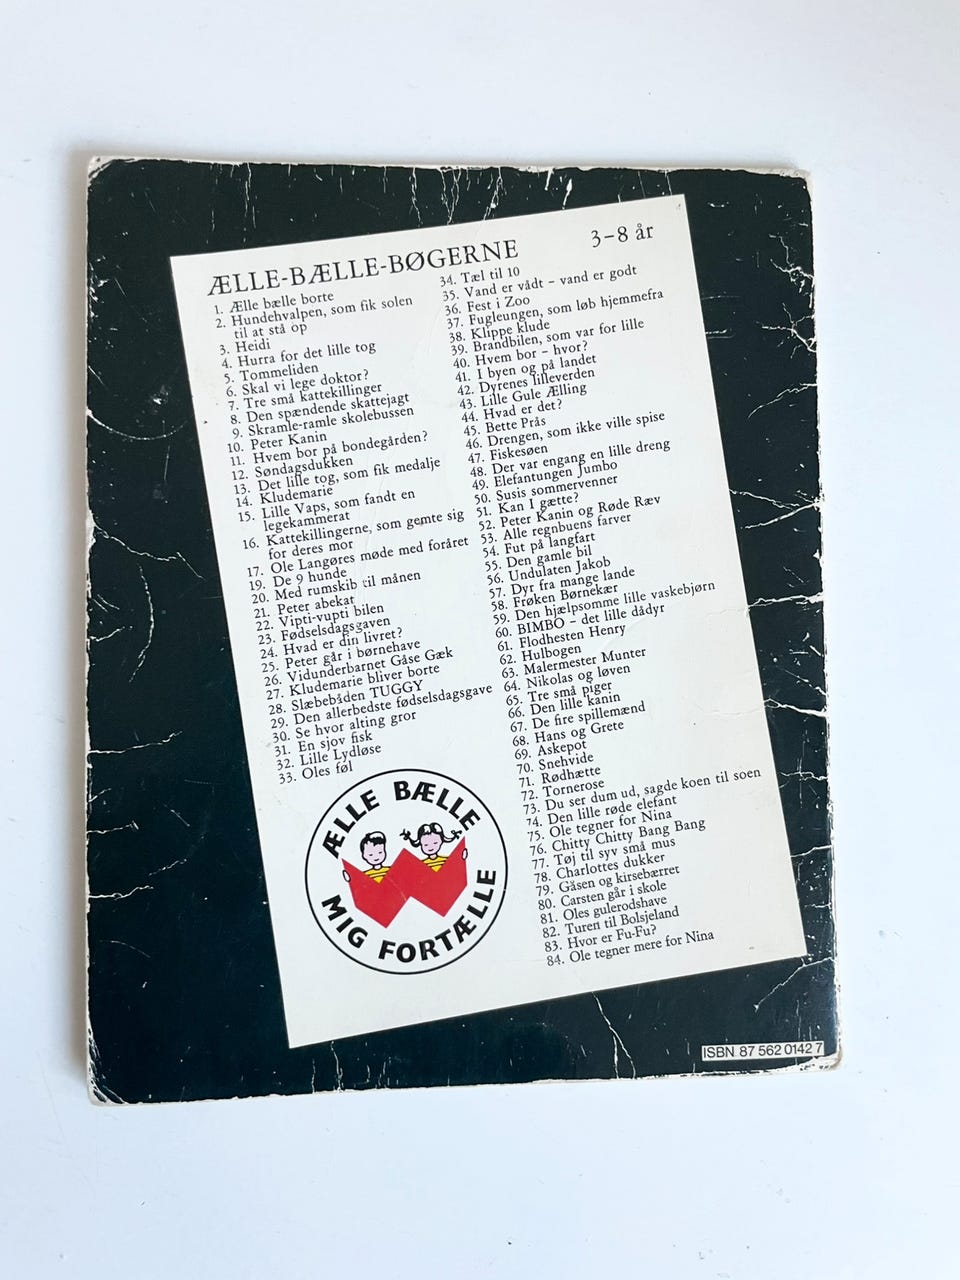 ÆLLE-BÆLLE-BØGERNE
3–8 år
1. Ælle bælle borte
2. Hundehvalpen, som fik solen
til at stå op
3. Heidi
4. Hurra for det lille tog
5. Tommeliden
6. Skal vi lege doktor?
7. Tre små kattekillinger
8. Den spændende skattejagt
9. Skramle-ramle skolebussen
10. Peter Kanin
11. Hvem bor på bondegården?
12. Søndagsdukken
13. Det lille tog, som fik medalje
14. Kludemarie
15. Lille Vaps, som fandt en
legekammerat
16. Kattekillingerne, som gemte sig
for deres mor
17. Ole Langøres møde med foråret
19. De 9 hunde
20. Med rumskib til månen
21. Peter abekat
22. Vipti-vupti bilen
23. Fødselsdagsgaven
24. Hvad er din livret?
25. Peter går i børnehave
26. Vidunderbarnet Gåse Gæk
27. Kludemarie bliver borte
28. Slæbebåden TUGGY
29. Den allerbedste fødselsdagsgave
30. Se hvor alting gror
31. En sjov fisk
32. Lille Lydløse
33. Oles føl
34. Tæl til 10
35. Vand er vådt – vand er godt
36. Fest i Zoo
37. Fugleungen, som løb hjemmefra
38. Klippe klude
39. Brandbilen, som var for lille
40. Hvem bor – hvor?
41. I byen og på landet
42. Dyrenes lilleverden
43. Lille Gule Ælling
44. Hvad er det?
45. Bette Prås
46. Drengen, som ikke ville spise
47. Fiskesøen
48. Der var engang en lille dreng
49. Elefantungen Jumbo
50. Susis sommervenner
51. Kan I gætte?
52. Peter Kanin og Røde Ræv
53. Alle regnbuens farver
54. Fut på langfart
55. Den gamle bil
56. Undulaten Jakob
57. Dyr fra mange lande
58. Frøken Børnekær
59. Den hjælpsomme lille vaskebjørn
60. BIMBO – det lille dådyr
61. Flodhesten Henry
62. Hulbogen
63. Malermester Munter
64. Nikolas og løven
65. Tre små piger
66. Den lille kanin
67. De fire spillemænd
68. Hans og Grete
69. Askepot
70. Snehvide
71. Rødhætte
72. Tornerose
73. Du ser dum ud, sagde koen til soen
74. Den lille røde elefant
75. Ole tegner for Nina
76. Chitty Chitty Bang Bang
77. Tøj til syv små mus
78. Charlottes dukker
79. Gåsen og kirsebærret
80. Carsten går i skole
81. Oles gulerodshave
82. Turen til Bolsjeland
83. Hvor er Fu-Fu?
84. Ole tegner mere for Nina
ÆLLE BÆLLE
MIG FORTÆLLE
ISBN 87 562 0142 7